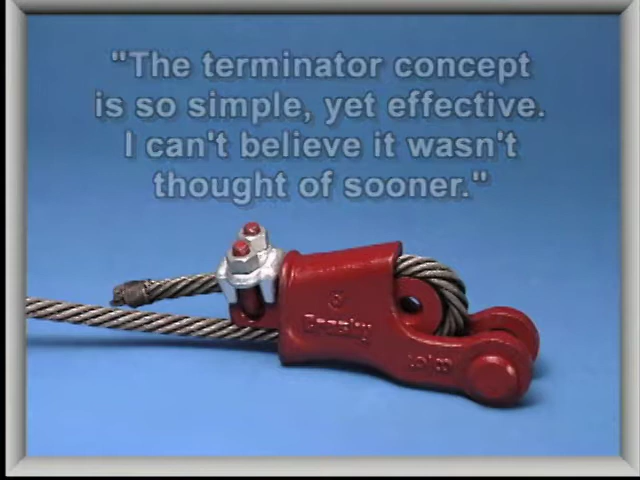 "The terminator concept
is so simple, yet effective.
I can't believe it wasn't
thought of sooner."
Crosby